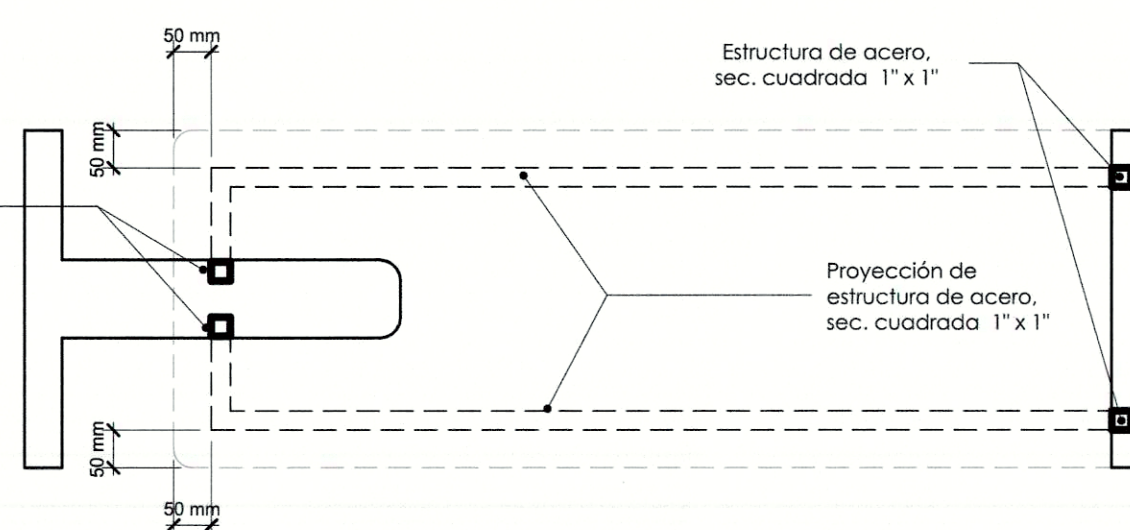 50 mm
Estructura de acero,
sec. cuadrada 1" x 1"
50 mm
Proyección de
estructura de acero,
sec. cuadrada 1" x 1"
50 mm
50 mm